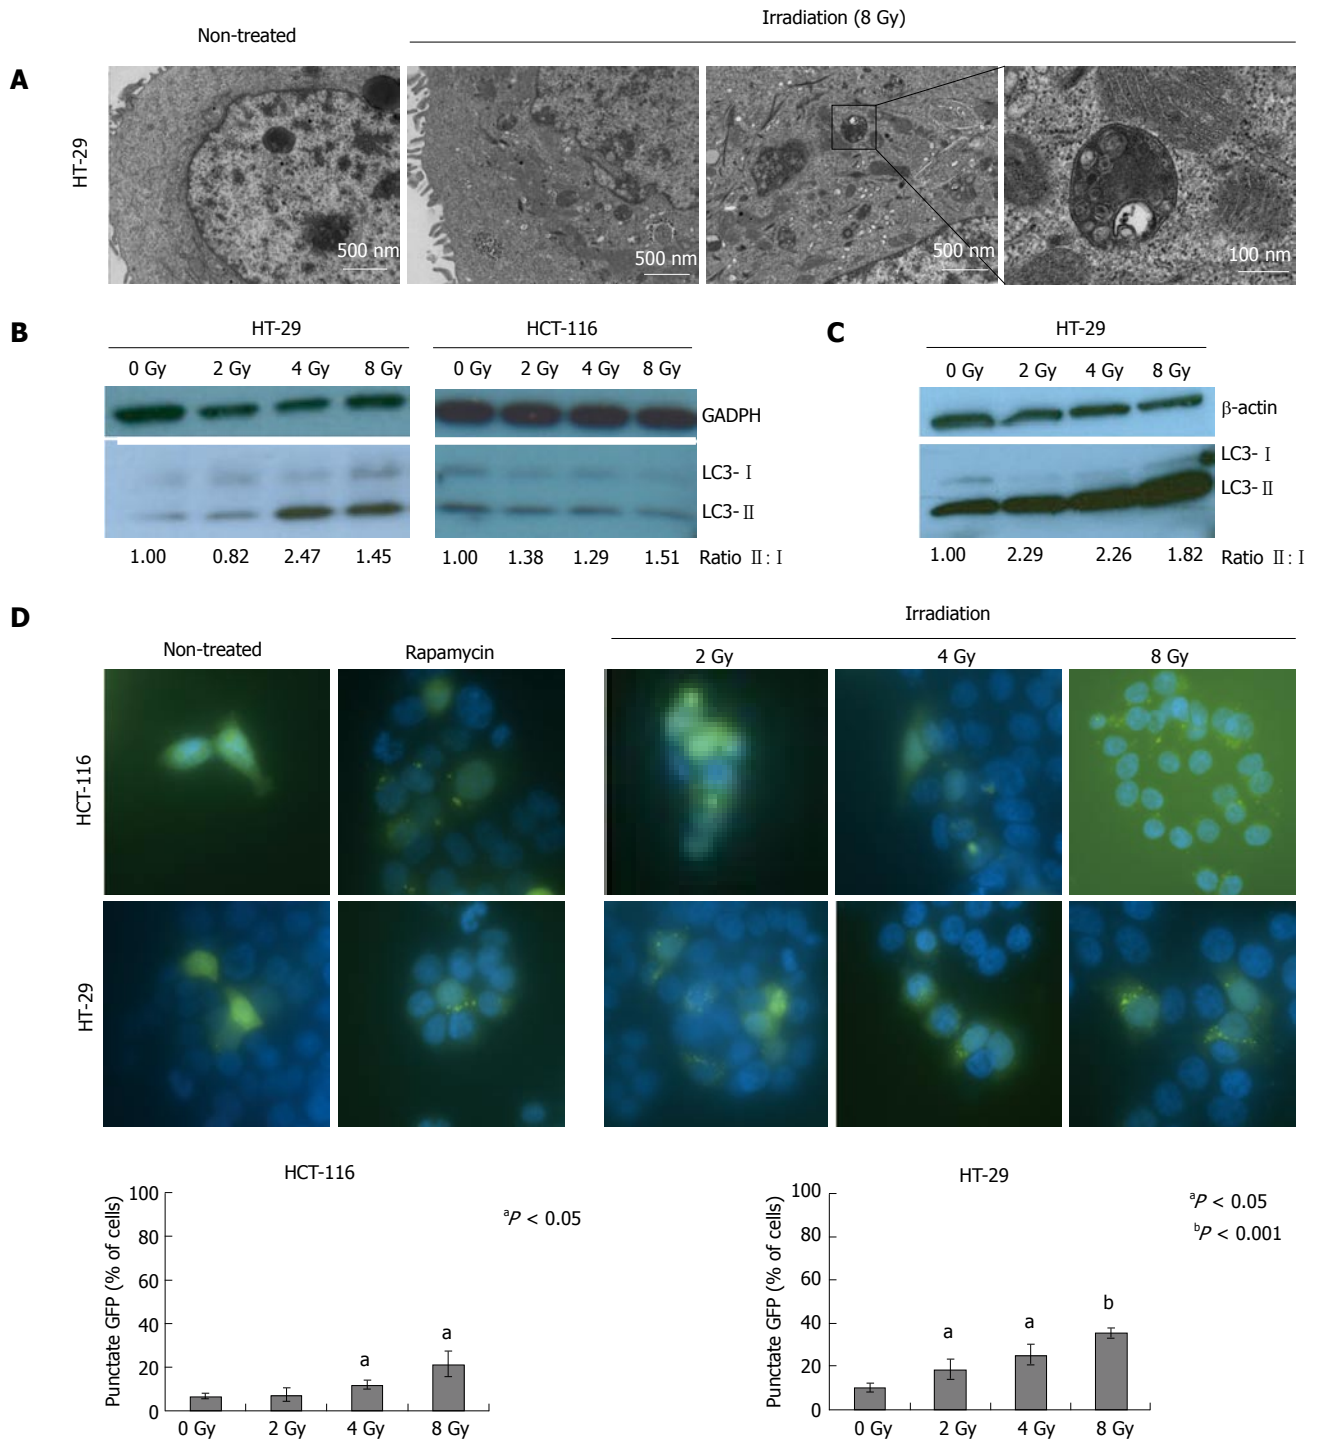 Irradiation (8 Gy)
Non-treated
A
HT-29
500 nm
500 nm
500 nm
100 nm
B
HT-29
HCT-116
0 Gy 2 Gy 4 Gy 8 Gy
0 Gy 2 Gy 4 Gy 8 Gy
GADPH
LC3-Ⅰ
LC3-Ⅱ
1.00 0.82 2.47 1.45
1.00 1.38 1.29 1.51
Ratio Ⅱ:Ⅰ
C
HT-29
0 Gy 2 Gy 4 Gy 8 Gy
β-actin
LC3-Ⅰ
LC3-Ⅱ
1.00 2.29 2.26 1.82
Ratio Ⅱ:Ⅰ
D
Irradiation
Non-treated
Rapamycin
2 Gy
4 Gy
8 Gy
HCT-116
HT-29
HCT-116
Punctate GFP (% of cells)
100
80
60
40
20
0
a
a
0 Gy 2 Gy 4 Gy 8 Gy
ᵃP < 0.05
HT-29
Punctate GFP (% of cells)
100
80
60
40
20
0
a
a
b
0 Gy 2 Gy 4 Gy 8 Gy
ᵃP < 0.05
ᵇP < 0.001